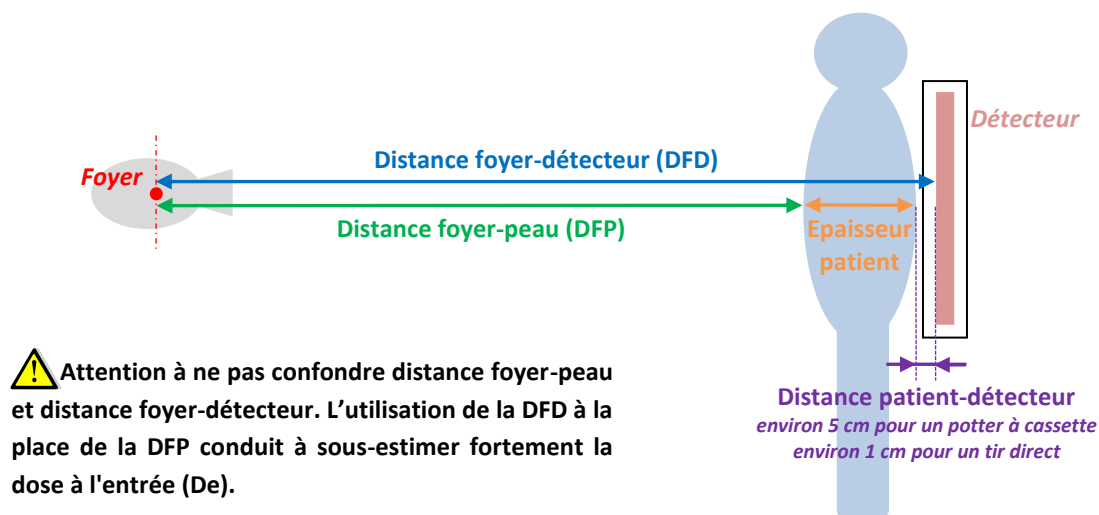 Détecteur
Distance foyer-détecteur (DFD)
Foyer
Distance foyer-peau (DFP)
Epaisseur
patient
Attention à ne pas confondre distance foyer-peau
et distance foyer-détecteur. L’utilisation de la DFD à la
place de la DFP conduit à sous-estimer fortement la
dose à l'entrée (De).
Distance patient-détecteur
environ 5 cm pour un potter à cassette
environ 1 cm pour un tir direct